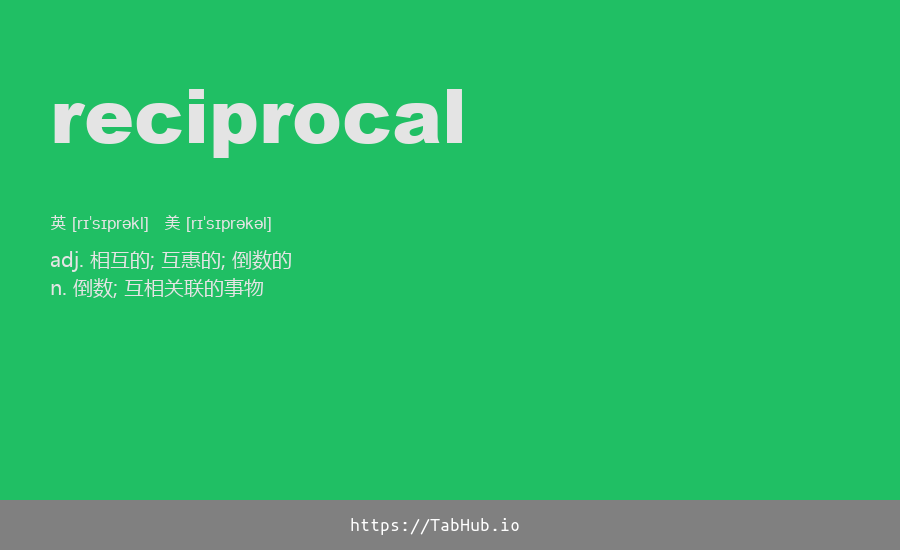 reciprocal
英 [rɪˈsɪprəkl] 美 [rɪˈsɪprəkəl]
adj. 相互的; 互惠的; 倒数的
n. 倒数; 互相关联的事物
https://TabHub.io